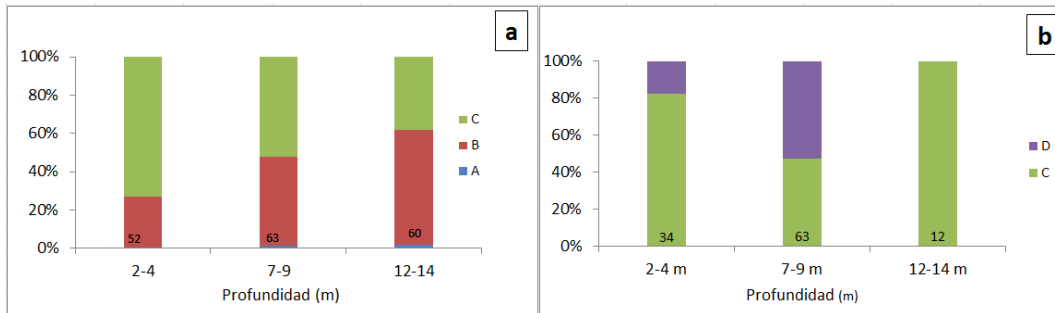 a
100%
80%
60%
40%
20%
0%
52
63
60
2-4
7-9
12-14
Profundidad (m)
C
B
A
b
100%
80%
60%
40%
20%
0%
34
63
12
2-4 m
7-9 m
12-14 m
Profundidad (m)
D
C